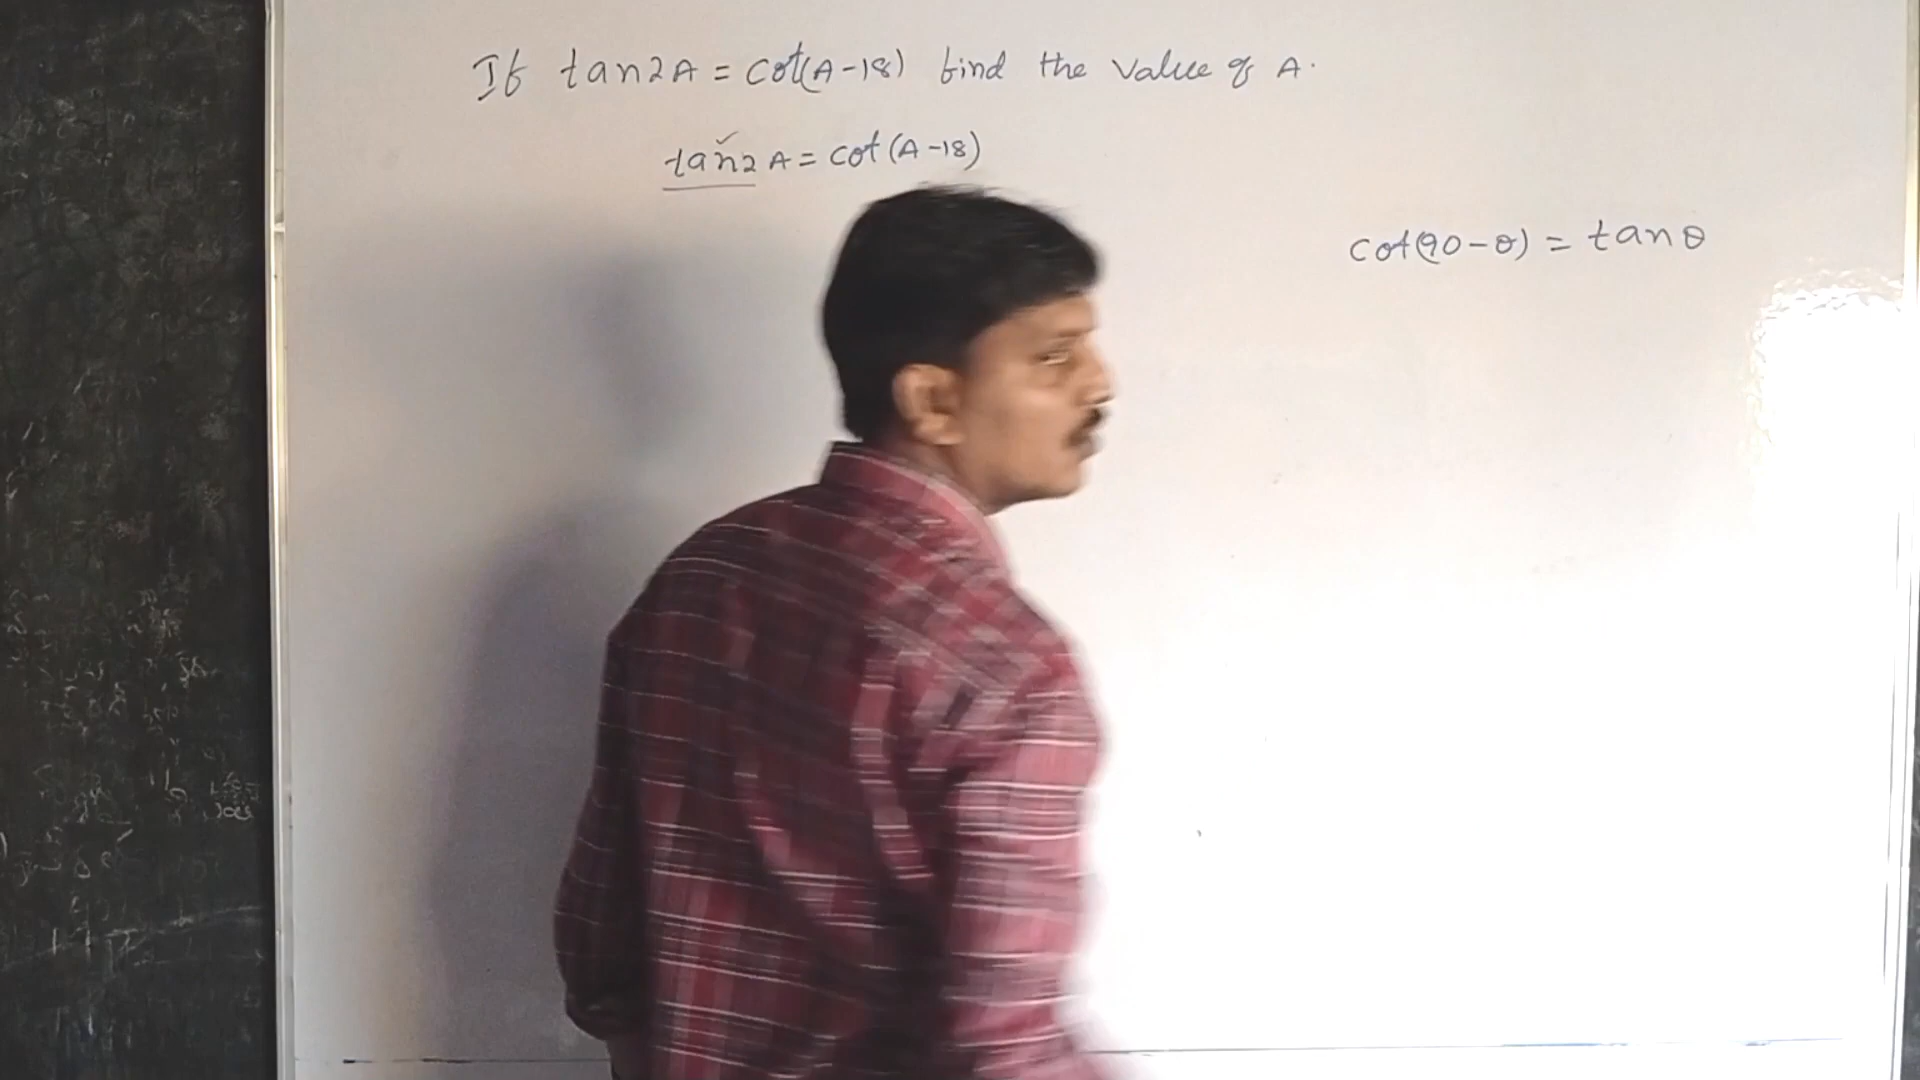 If tan2A = cot(A-18) find the value of A.
tan2A = cot(A-18)
cot(90-θ) = tanθ